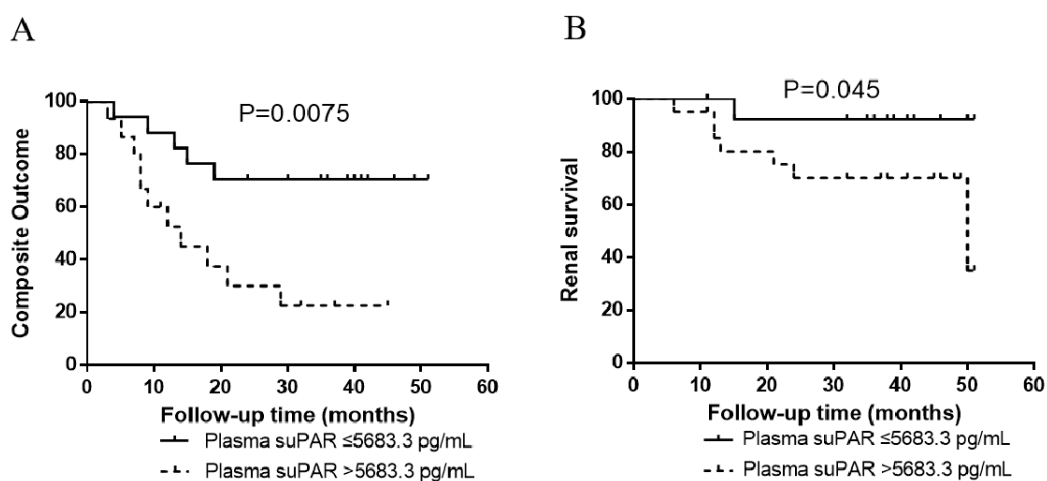 A
B
P=0.0075
P=0.045
Composite Outcome
100
80
60
40
20
0
0 10 20 30 40 50 60
Follow-up time (months)
Plasma suPAR ≤5683.3 pg/mL
Plasma suPAR >5683.3 pg/mL
Renal survival
100
80
60
40
20
0
0 10 20 30 40 50 60
Follow-up time (months)
Plasma suPAR ≤5683.3 pg/mL
Plasma suPAR >5683.3 pg/mL